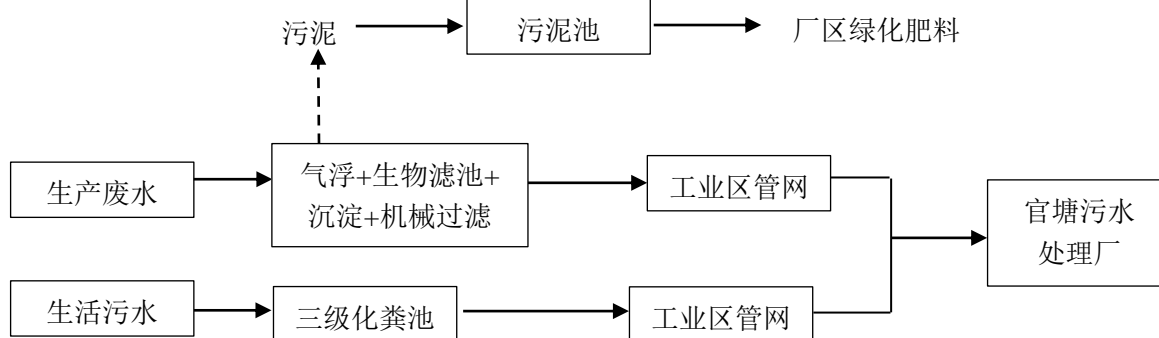 污泥
污泥池
厂区绿化肥料
生产废水
气浮+生物滤池+
沉淀+机械过滤
工业区管网
官塘污水
处理厂
生活污水
三级化粪池
工业区管网